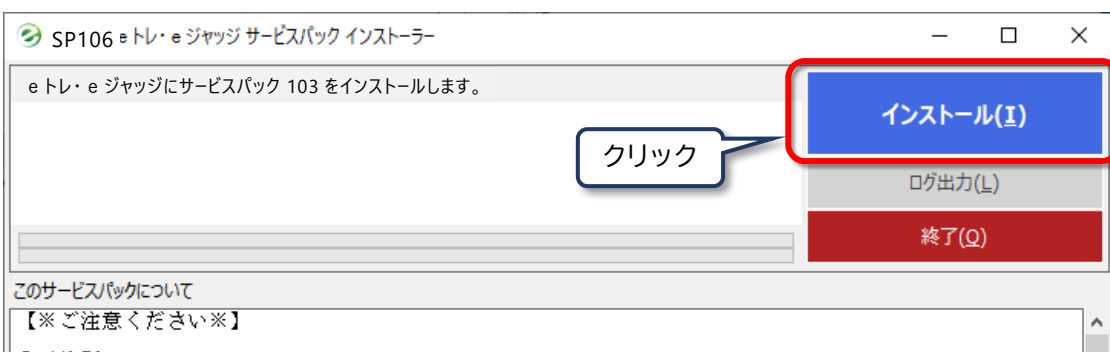 SP106 e トレ・e ジャッジ サービスパック インストーラー
e トレ・e ジャッジにサービスパック 103 をインストールします。
インストール(I)
クリック
ログ出力(L)
終了(Q)
このサービスパックについて
【※ご注意ください※】